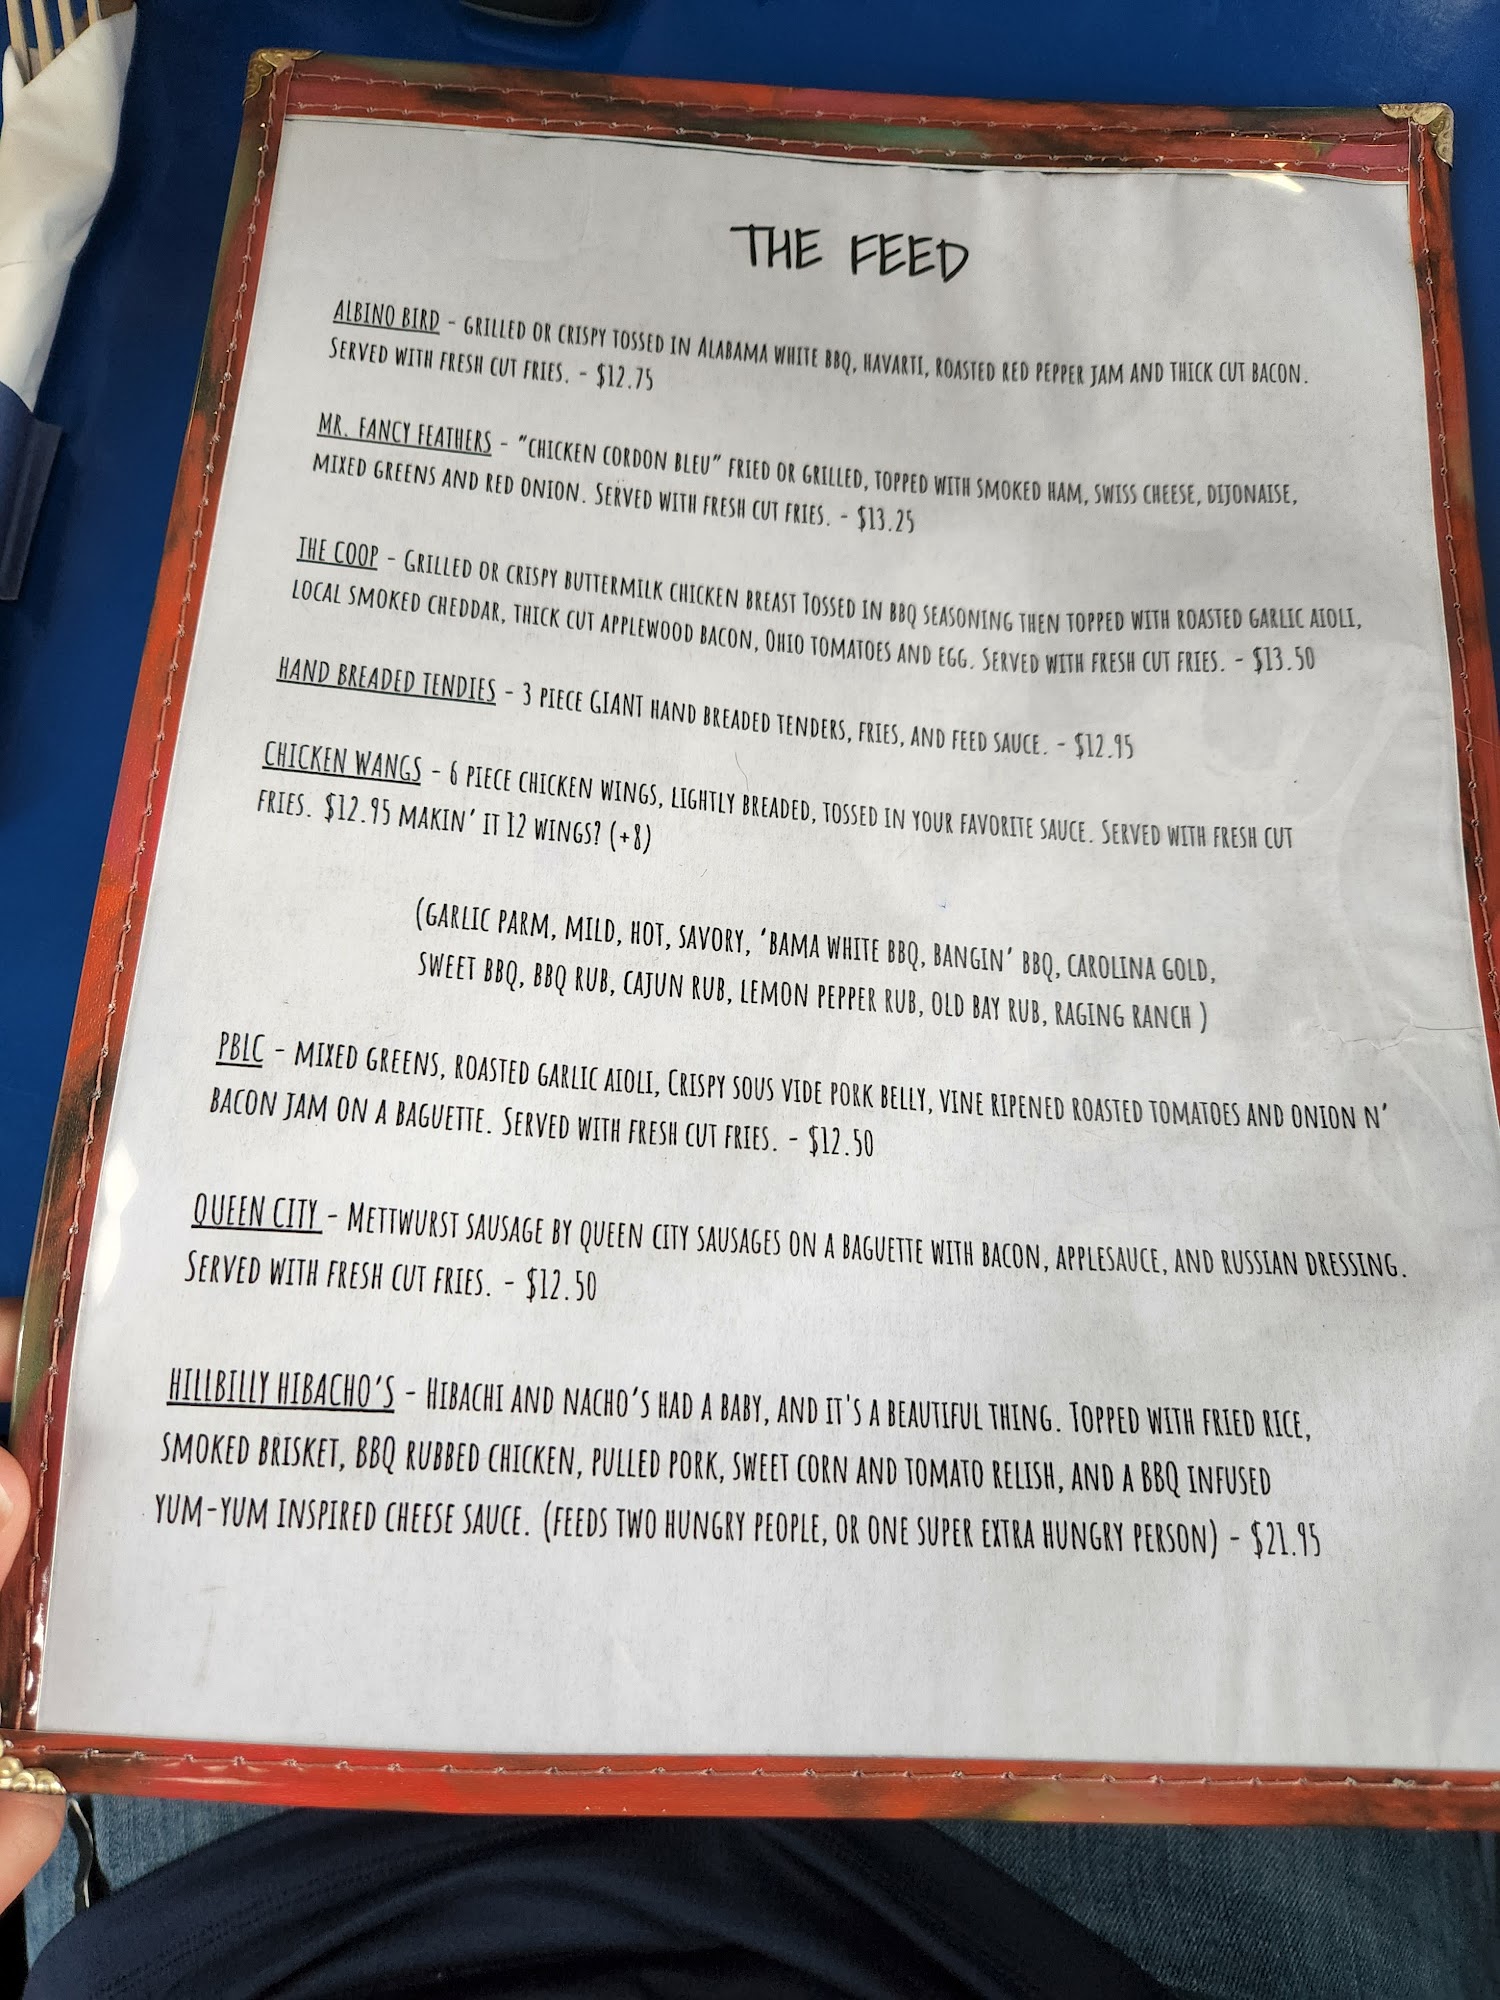 THE FEED
ALBINO BIRD - GRILLED OR CRISPY TOSSED IN ALABAMA WHITE BBQ, HAVARTI, ROASTED RED PEPPER JAM AND THICK CUT BACON.
SERVED WITH FRESH CUT FRIES. - $12.75
MR. FANCY FEATHERS - "CHICKEN CORDON BLEU" FRIED OR GRILLED, TOPPED WITH SMOKED HAM, SWISS CHEESE, DIJONAISE,
MIXED GREENS AND RED ONION. SERVED WITH FRESH CUT FRIES. - $13.25
THE COOP - GRILLED OR CRISPY BUTTERMILK CHICKEN BREAST TOSSED IN BBQ SEASONING THEN TOPPED WITH ROASTED GARLIC AIOLI,
LOCAL SMOKED CHEDDAR, THICK CUT APPLEWOOD BACON, OHIO TOMATOES AND EGG. SERVED WITH FRESH CUT FRIES. - $13.50
HAND BREADED TENDIES - 3 PIECE GIANT HAND BREADED TENDERS, FRIES, AND FEED SAUCE. - $12.95
CHICKEN WANGS - 6 PIECE CHICKEN WINGS, LIGHTLY BREADED, TOSSED IN YOUR FAVORITE SAUCE. SERVED WITH FRESH CUT
FRIES. $12.95 MAKIN' IT 12 WINGS? (+8)
(GARLIC PARM, MILD, HOT, SAVORY, 'BAMA WHITE BBQ, BANGIN' BBQ, CAROLINA GOLD,
SWEET BBQ, BBQ RUB, CAJUN RUB, LEMON PEPPER RUB, OLD BAY RUB, RAGING RANCH )
PBLC - MIXED GREENS, ROASTED GARLIC AIOLI, CRISPY SOUS VIDE PORK BELLY, VINE RIPENED ROASTED TOMATOES AND ONION N'
BACON JAM ON A BAGUETTE. SERVED WITH FRESH CUT FRIES. - $12.50
QUEEN CITY - METTWURST SAUSAGE BY QUEEN CITY SAUSAGES ON A BAGUETTE WITH BACON, APPLESAUCE, AND RUSSIAN DRESSING.
SERVED WITH FRESH CUT FRIES. - $12.50
HILLBILLY HIBACHO'S - HIBACHI AND NACHO'S HAD A BABY, AND IT'S A BEAUTIFUL THING. TOPPED WITH FRIED RICE,
SMOKED BRISKET, BBQ RUBBED CHICKEN, PULLED PORK, SWEET CORN AND TOMATO RELISH, AND A BBQ INFUSED
YUM-YUM INSPIRED CHEESE SAUCE. (FEEDS TWO HUNGRY PEOPLE, OR ONE SUPER EXTRA HUNGRY PERSON) - $21.95